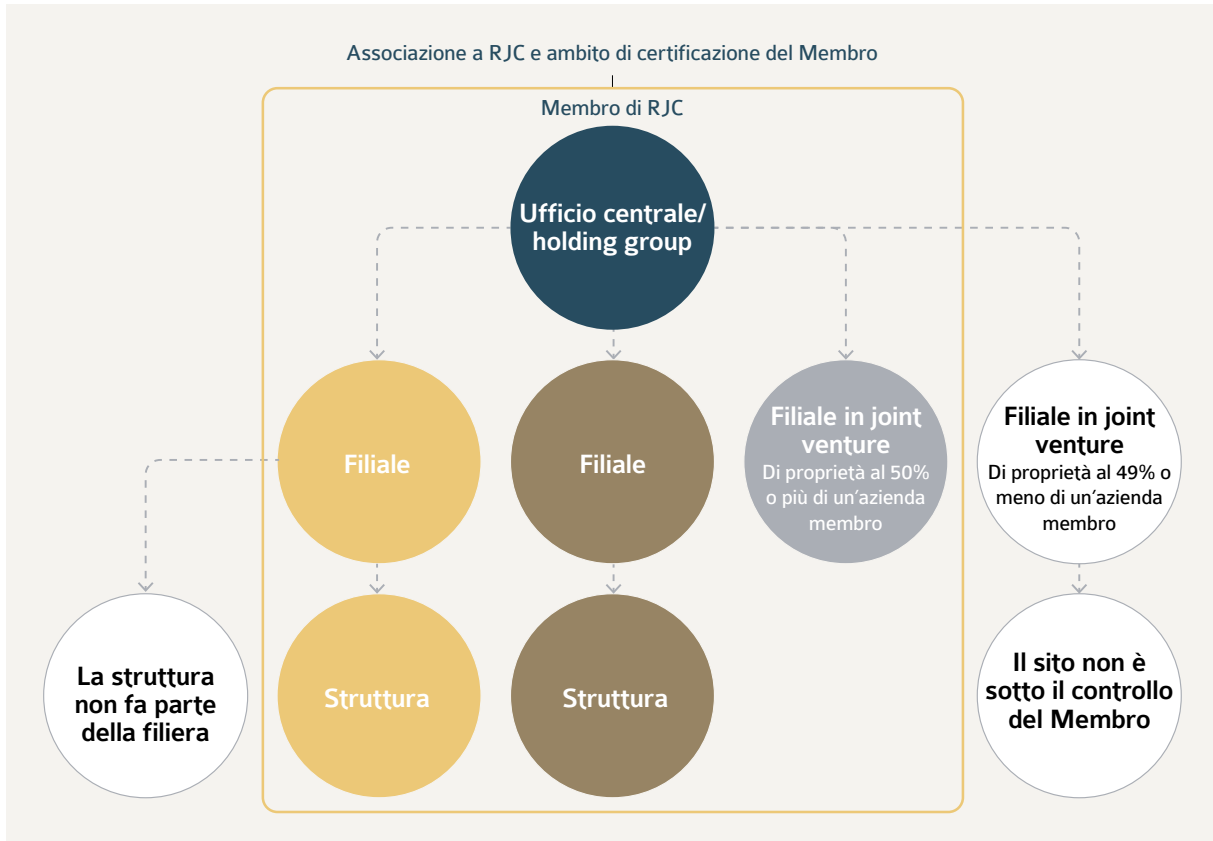 Associazione a RJC e ambito di certificazione del Membro
Membro di RJC
Ufficio centrale/
holding group
Filiale
Filiale
Filiale in joint
venture
Di proprietà al 50%
o più di un’azienda
membro
Filiale in joint
venture
Di proprietà al 49% o
meno di un’azienda
membro
La struttura
non fa parte
della filiera
Struttura
Struttura
Il sito non è
sotto il controllo
del Membro